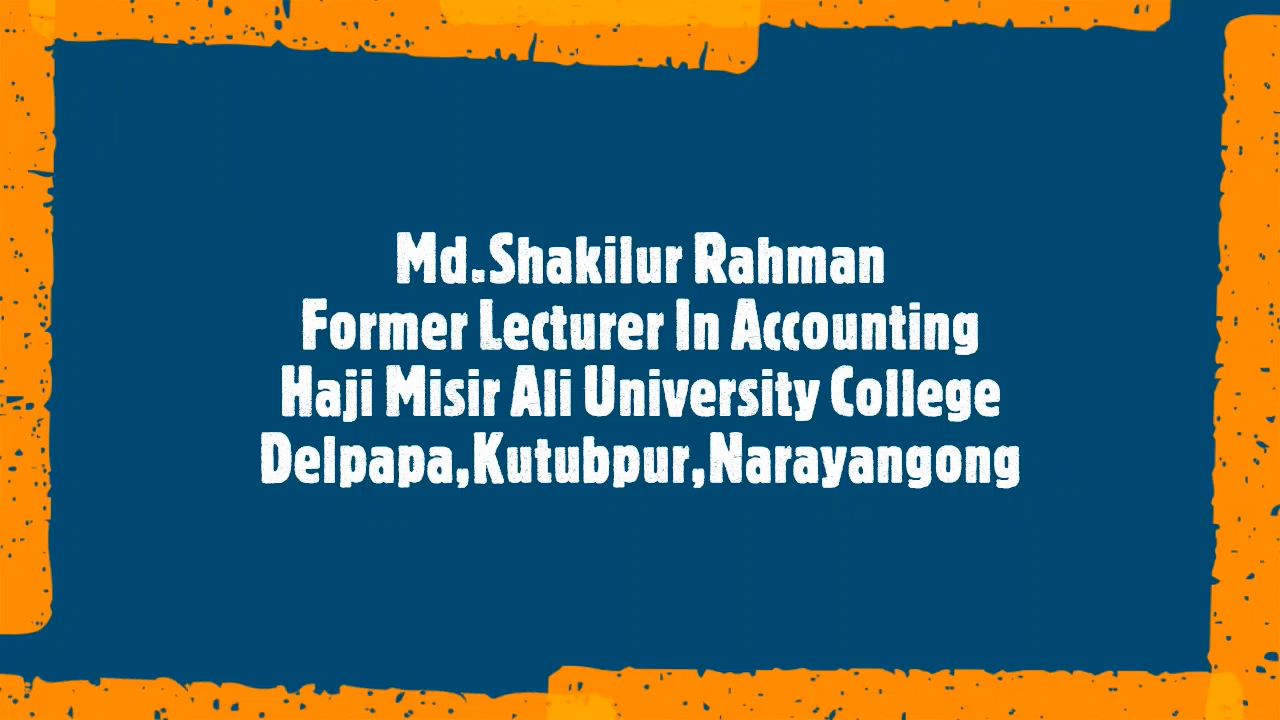 Md.Shakilur Rahman
Former Lecturer In Accounting
Haji Misir Ali University College
Delpapa,Kutubpur,Narayangong